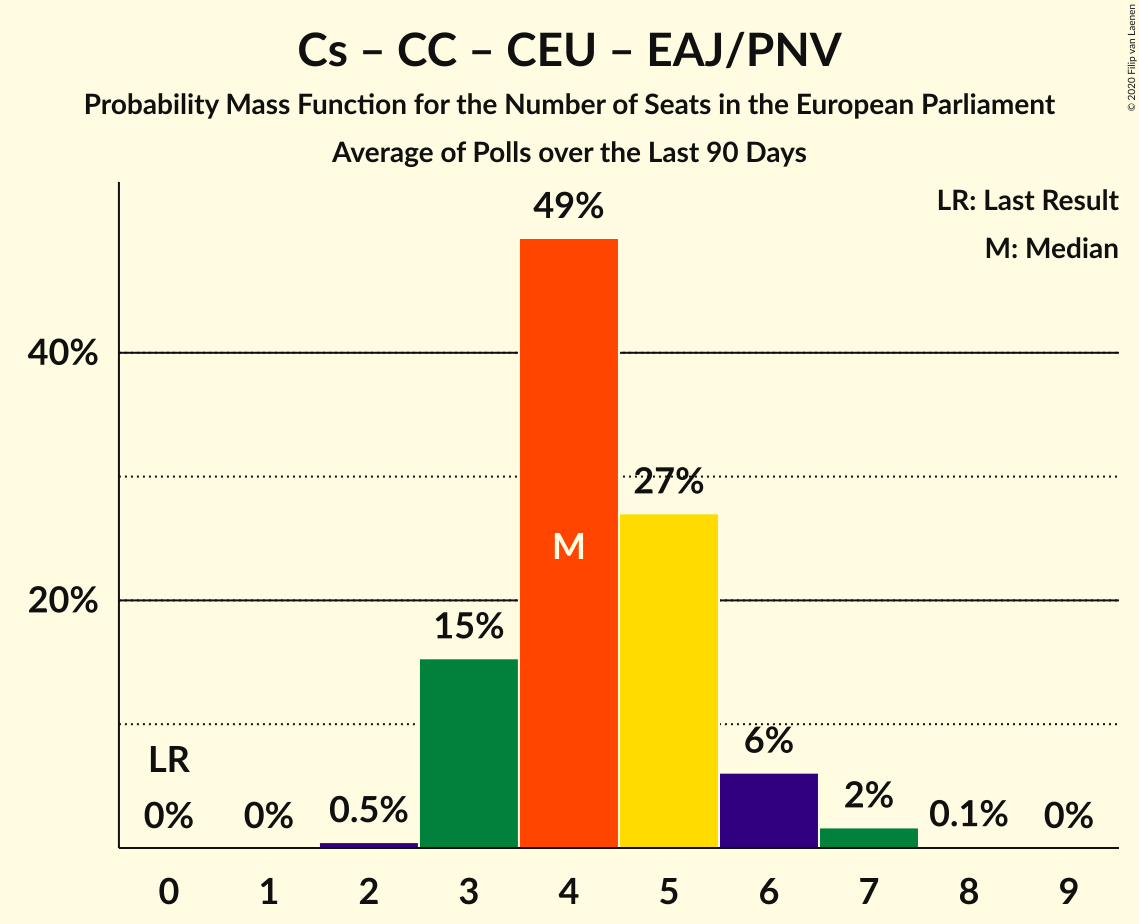 Cs – CC – CEU – EAJ/PNV
Probability Mass Function for the Number of Seats in the European Parliament
Average of Polls over the Last 90 Days
© 2020 Filip van Laenen
LR: Last Result
M: Median
49%
40%
27%
M
20%
15%
LR
6%
0%
0%
0.5%
2%
0.1%
0%
0 1 2 3 4 5 6 7 8 9